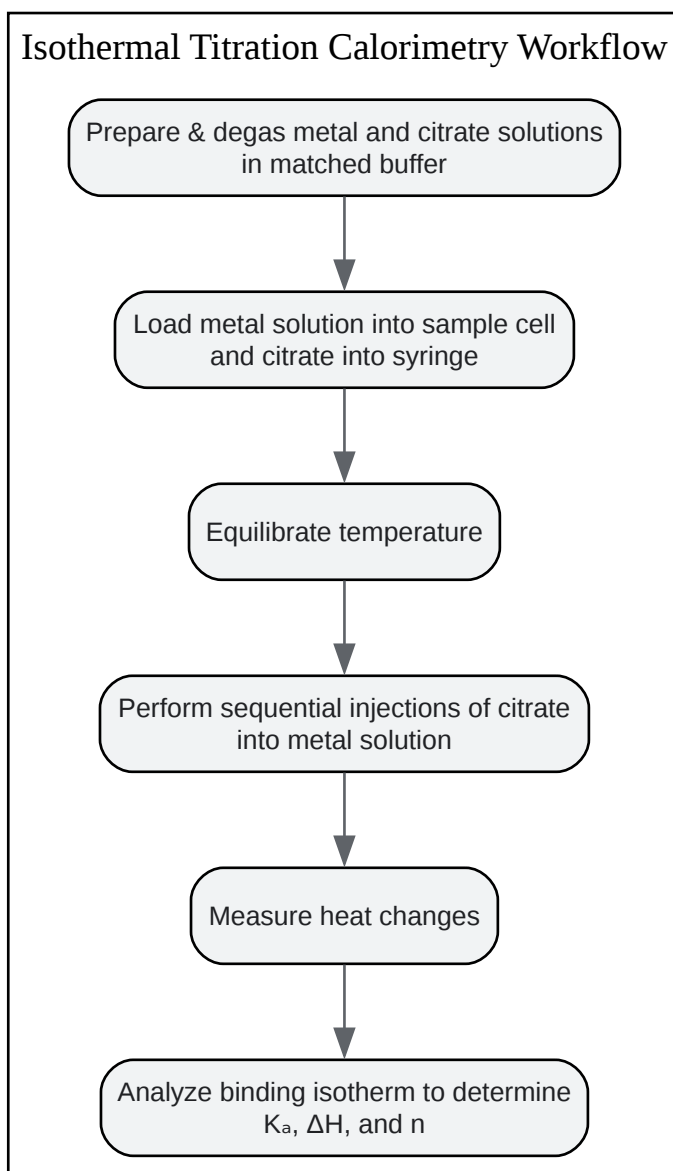 Isothermal Titration Calorimetry Workflow
Prepare & degas metal and citrate solutions
in matched buffer
Load metal solution into sample cell
and citrate into syringe
Equilibrate temperature
Perform sequential injections of citrate
into metal solution
Measure heat changes
Analyze binding isotherm to determine
Kₐ, ΔH, and n